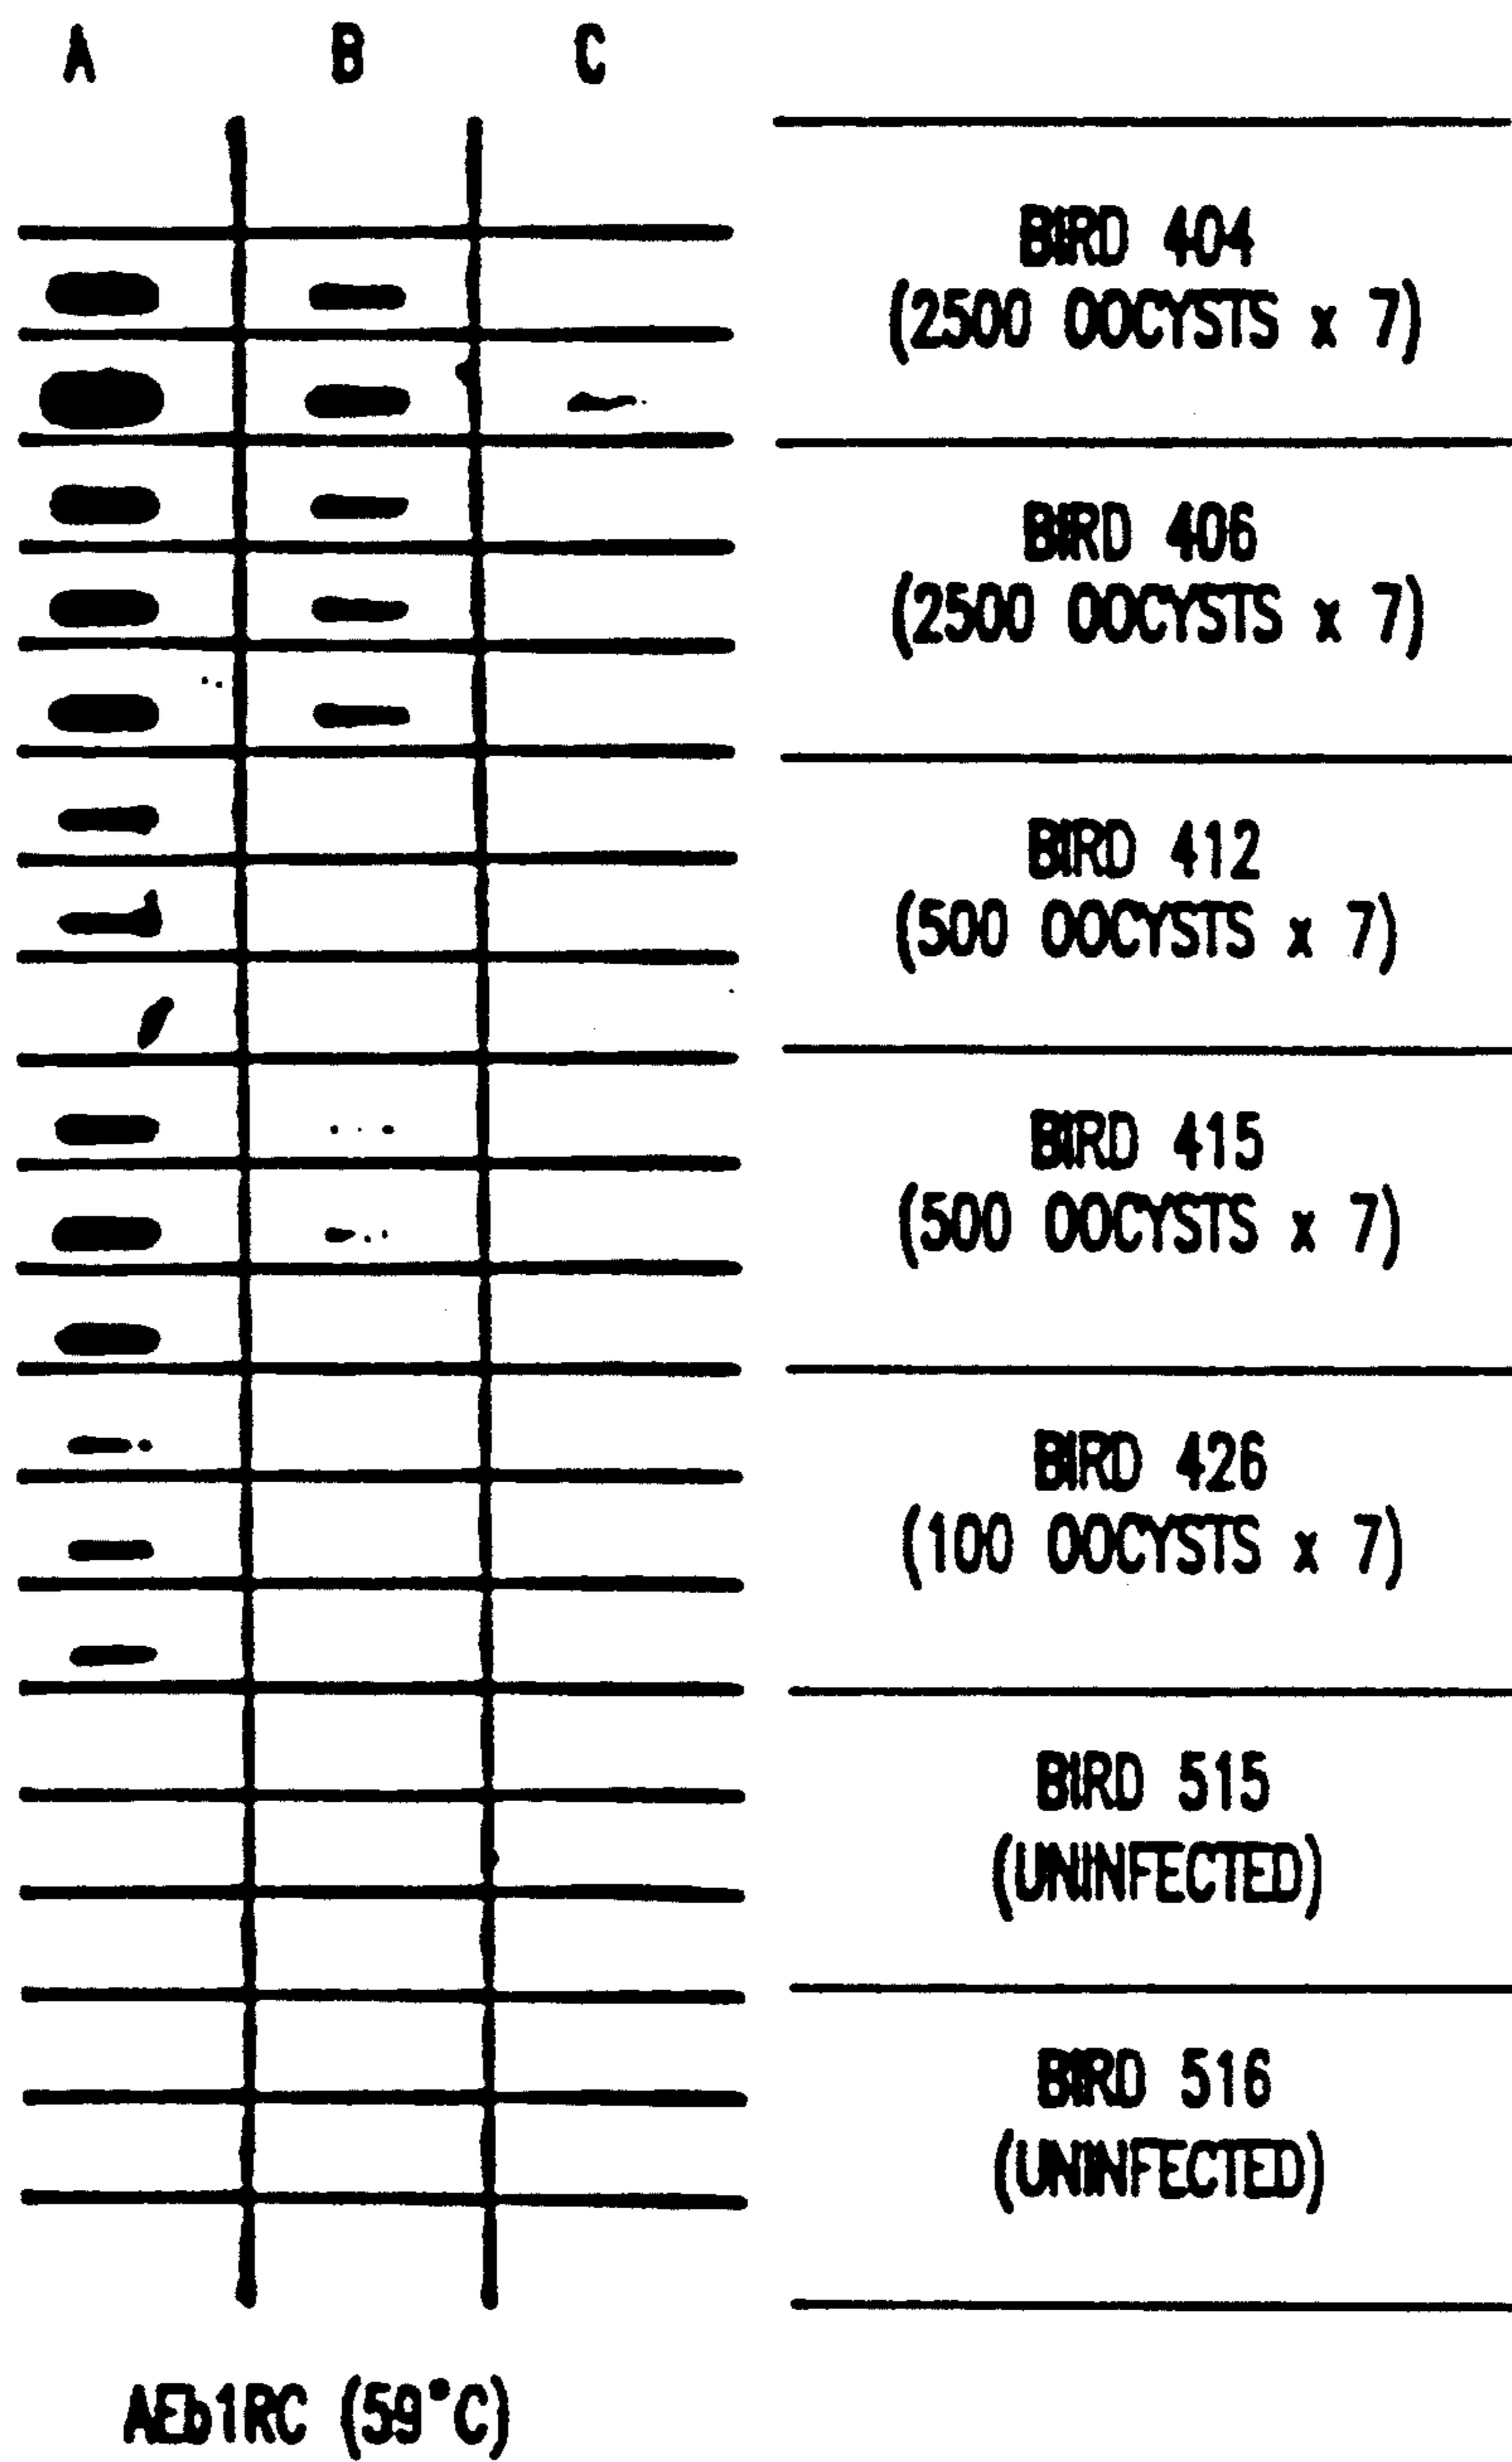 A B C
BIRD 404
(2500 OOCYSTS x 7)
BIRD 406
(2500 OOCYSTS x 7)
BIRD 412
(500 OOCYSTS x 7)
BIRD 415
(500 OOCYSTS x 7)
BIRD 426
(100 OOCYSTS x 7)
BIRD 515
(UNINFECTED)
BIRD 516
(UNINFECTED)
AEb1RC (59°C)